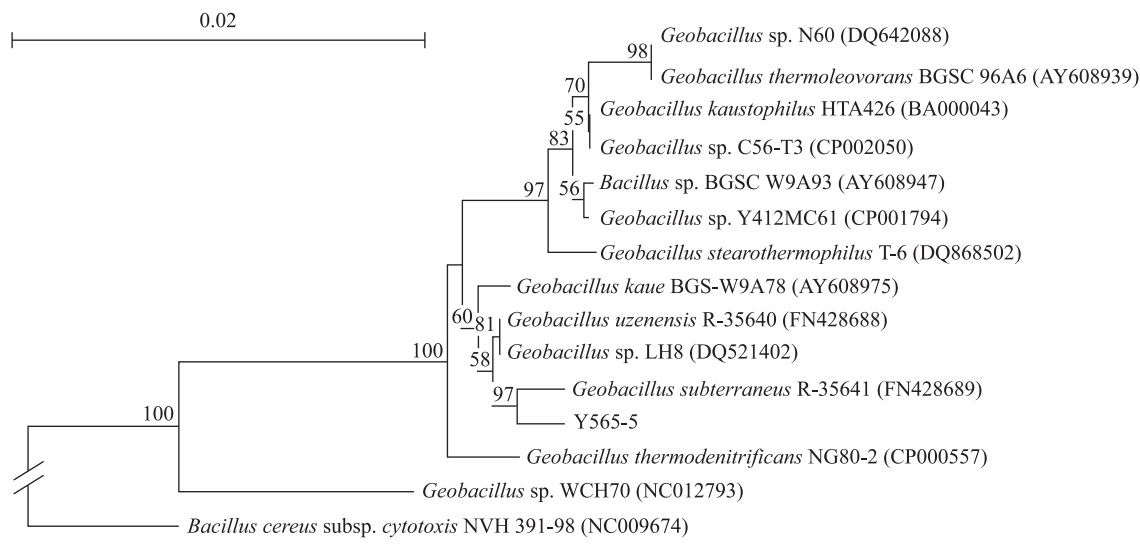 0.02
Geobacillus sp. N60 (DQ642088)
98
Geobacillus thermoleovorans BGSC 96A6 (AY608939)
70
Geobacillus kaustophilus HTA426 (BA000043)
55
83
Geobacillus sp. C56-T3 (CP002050)
Bacillus sp. BGSC W9A93 (AY608947)
97
56
Geobacillus sp. Y412MC61 (CP001794)
Geobacillus stearothermophilus T-6 (DQ868502)
Geobacillus kaue BGS-W9A78 (AY608975)
60
81
Geobacillus uzenensis R-35640 (FN428688)
100
58
Geobacillus sp. LH8 (DQ521402)
97
Geobacillus subterraneus R-35641 (FN428689)
100
Y565-5
Geobacillus thermodenitrificans NG80-2 (CP000557)
Geobacillus sp. WCH70 (NC012793)
Bacillus cereus subsp. cytotoxis NVH 391-98 (NC009674)